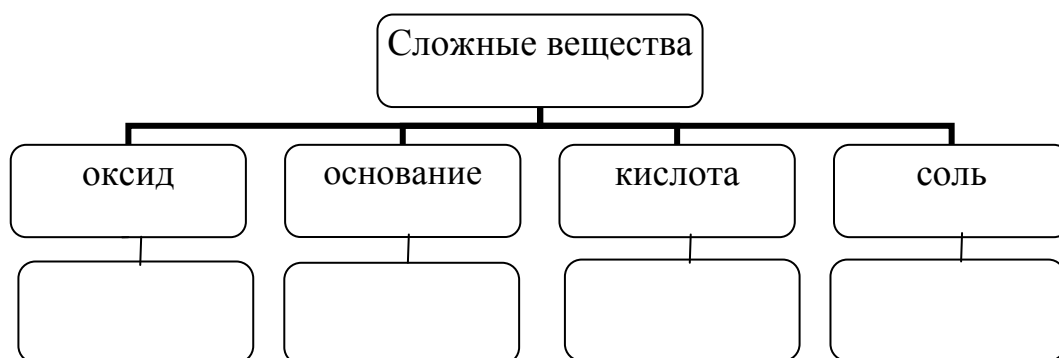 Сложные вещества
оксид
основание
кислота
соль